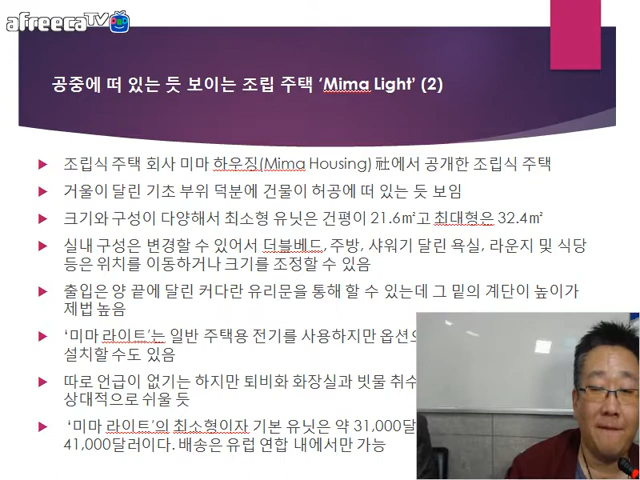 afreecaTV
공중에 떠 있는 듯 보이는 조립 주택 ‘Mima Light’ (2)
조립식 주택 회사 미마 하우징(Mima Housing) 社에서 공개한 조립식 주택
거울이 달린 기초 부위 덕분에 건물이 허공에 떠 있는 듯 보임
크기와 구성이 다양해서 최소형 유닛은 건평이 21.6㎡고 최대형은 32.4㎡
실내 구성은 변경할 수 있어서 더블베드, 주방, 샤워기 달린 욕실, 라운지 및 식당
등은 위치를 이동하거나 크기를 조정할 수 있음
출입은 양 끝에 달린 커다란 유리문을 통해 할 수 있는데 그 밑의 계단이 높이가
제법 높음
‘미마 라이트’는 일반 주택용 전기를 사용하지만 옵션으
설치할 수도 있음
따로 언급이 없기는 하지만 퇴비화 화장실과 빗물 취수
상대적으로 쉬울 듯
‘미마 라이트’의 최소형이자 기본 유닛은 약 31,000달
41,000달러이다. 배송은 유럽 연합 내에서만 가능